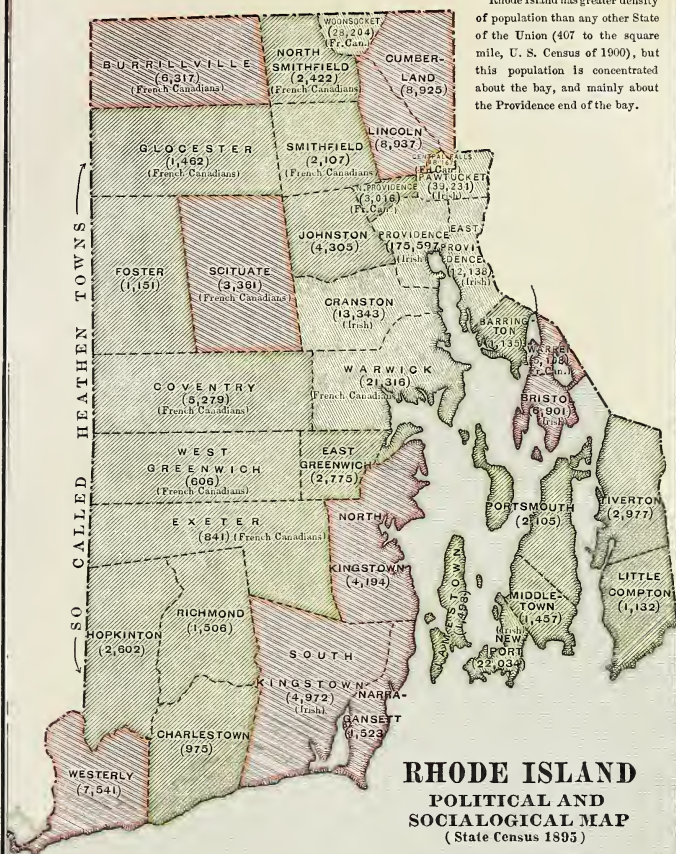 Rhode Island has greater density
of population than any other State
of the Union (407 to the square
mile, U. S. Census of 1900), but
this population is concentrated
about the bay, and mainly about
the Providence end of the bay.
WOONSOCKET
(28,204)
(Fr.Can.)
BURRILLVILLE
(6,317)
(French Canadians)
NORTH
SMITHFIELD
(2,422)
(French Canadians)
CUMBER-
LAND
(8,925)
LINCOLN
(8,937)
GLOCESTER
(1,462)
(French Canadians)
SMITHFIELD
(2,107)
(French Canadians)
CENTRAL FALLS
(Fr.Can.)
PAWTUCKET
(39,231)
(Irish)
N. PROVIDENCE
(3,016)
(Fr.Can.)
FOSTER
(1,151)
SCITUATE
(3,361)
(French Canadians)
JOHNSTON
(4,305)
PROVIDENCE
(175,597)
(Irish)
EAST
PROVI-
DENCE
(12,138)
(Irish)
CRANSTON
(13,343)
(Irish)
BARRING-
TON
(1,135)
WARREN
(Fr.Can.)
BRISTOL
(6,901)
(Irish)
COVENTRY
(5,279)
(French Canadians)
WARWICK
(21,316)
(French Canadians)
WEST
GREENWICH
(606)
(French Canadians)
EAST
GREENWICH
(2,775)
EXETER
(841) (French Canadians)
NORTH
KINGSTOWN
(4,194)
PORTSMOUTH
(2,105)
TIVERTON
(2,977)
LITTLE
COMPTON
(1,132)
HOPKINTON
(2,602)
RICHMOND
(1,506)
JAMESTOWN
(498)
MIDDLE-
TOWN
(1,457)
(Irish)
NEW
PORT
(22,034)
SOUTH
KINGSTOWN
(4,972)
(Irish)
NARRA-
GANSETT
(1,523)
CHARLESTOWN
(975)
WESTERLY
(7,541)
SO CALLED HEATHEN TOWNS
RHODE ISLAND
POLITICAL AND
SOCIALOGICAL MAP
(State Census 1895)